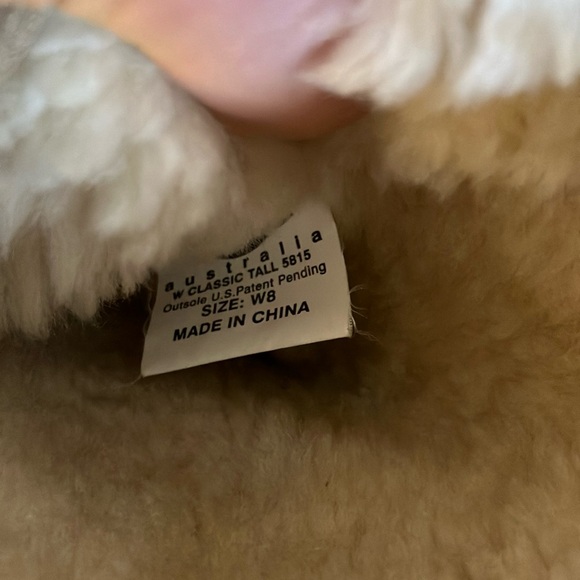 australia
W CLASSIC TALL 5815
Outsole U.S.Patent Pending
SIZE: W8
MADE IN CHINA